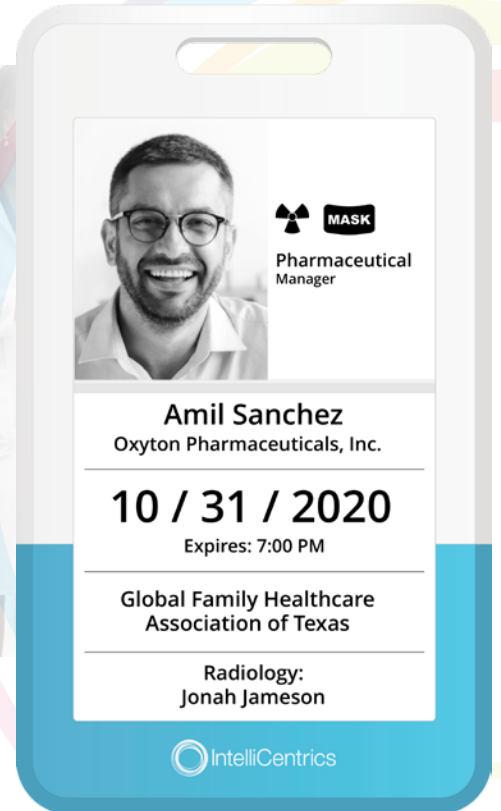 MASK
Pharmaceutical
Manager
Amil Sanchez
Oxyton Pharmaceuticals, Inc.
10 / 31 / 2020
Expires: 7:00 PM
Global Family Healthcare
Association of Texas
Radiology:
Jonah Jameson
IntelliCentrics